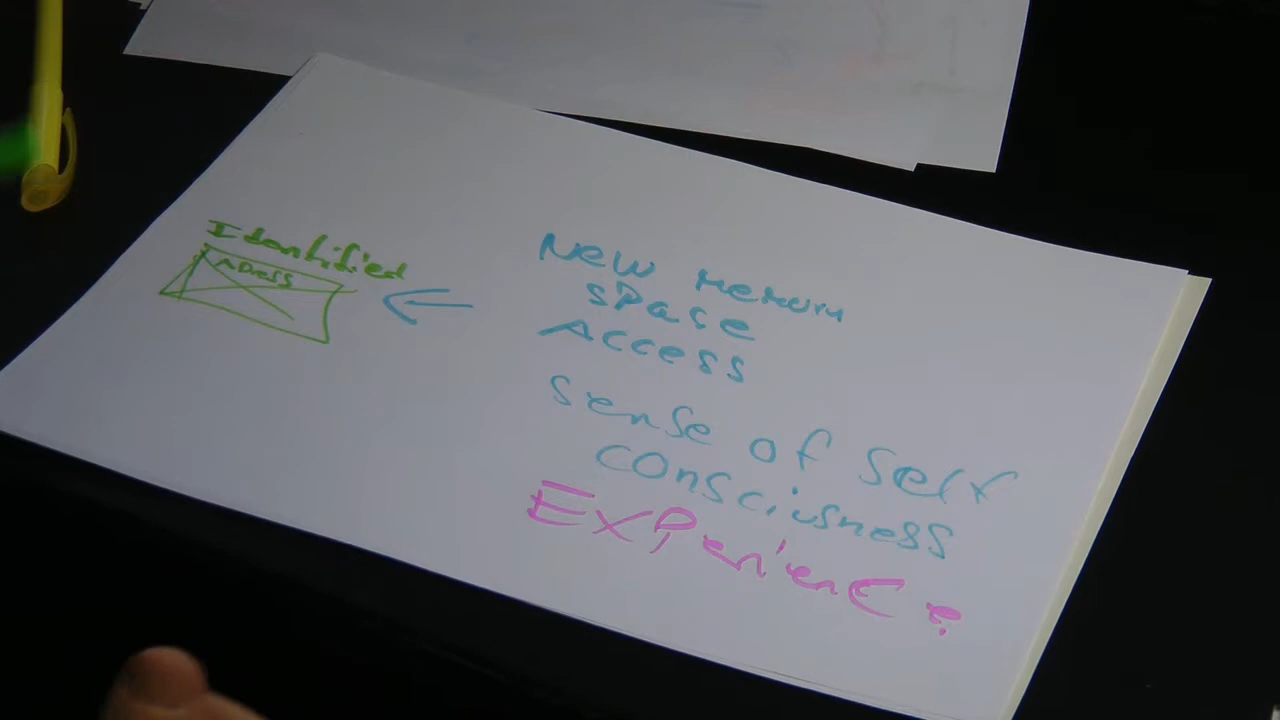 Identified
ADress
New memory
space
Access
sense of self
consciusness
Experience